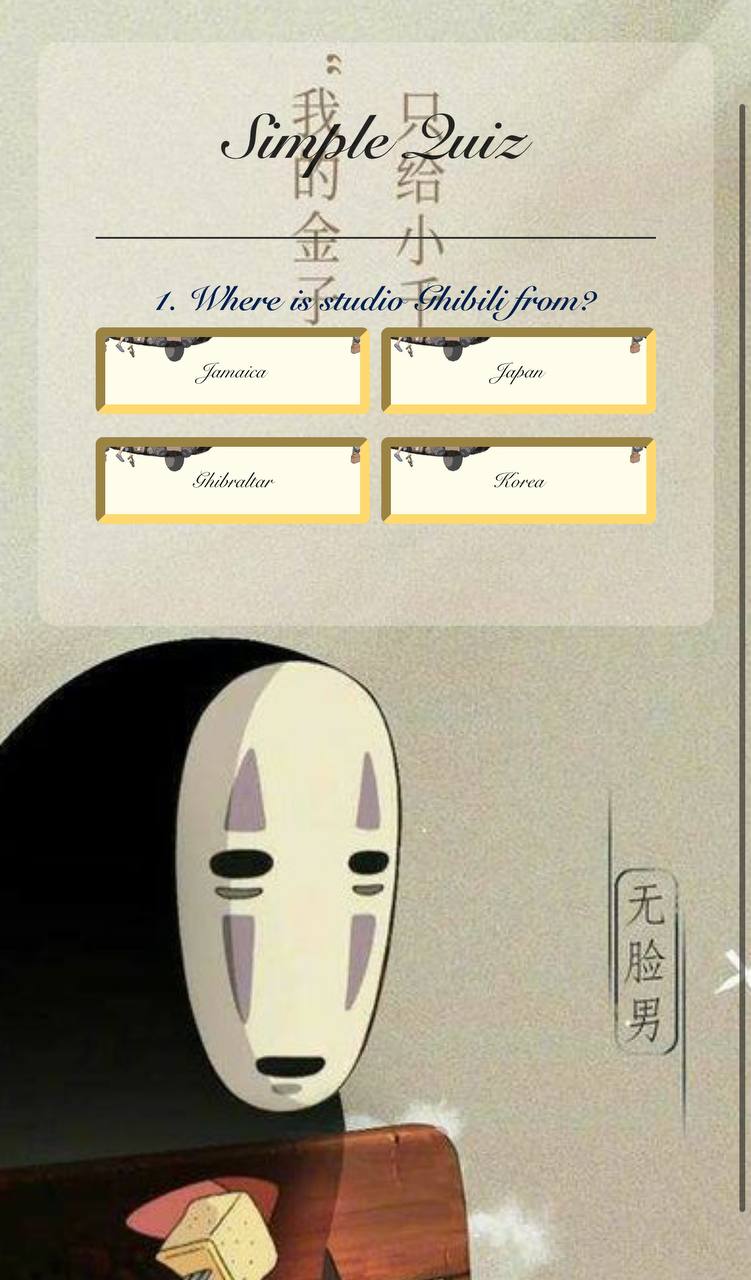 Simple Quiz
”我的金子
只给小千
1. Where is studio Ghibili from?
Jamaica
Japan
Ghibraltar
Korea
无脸男